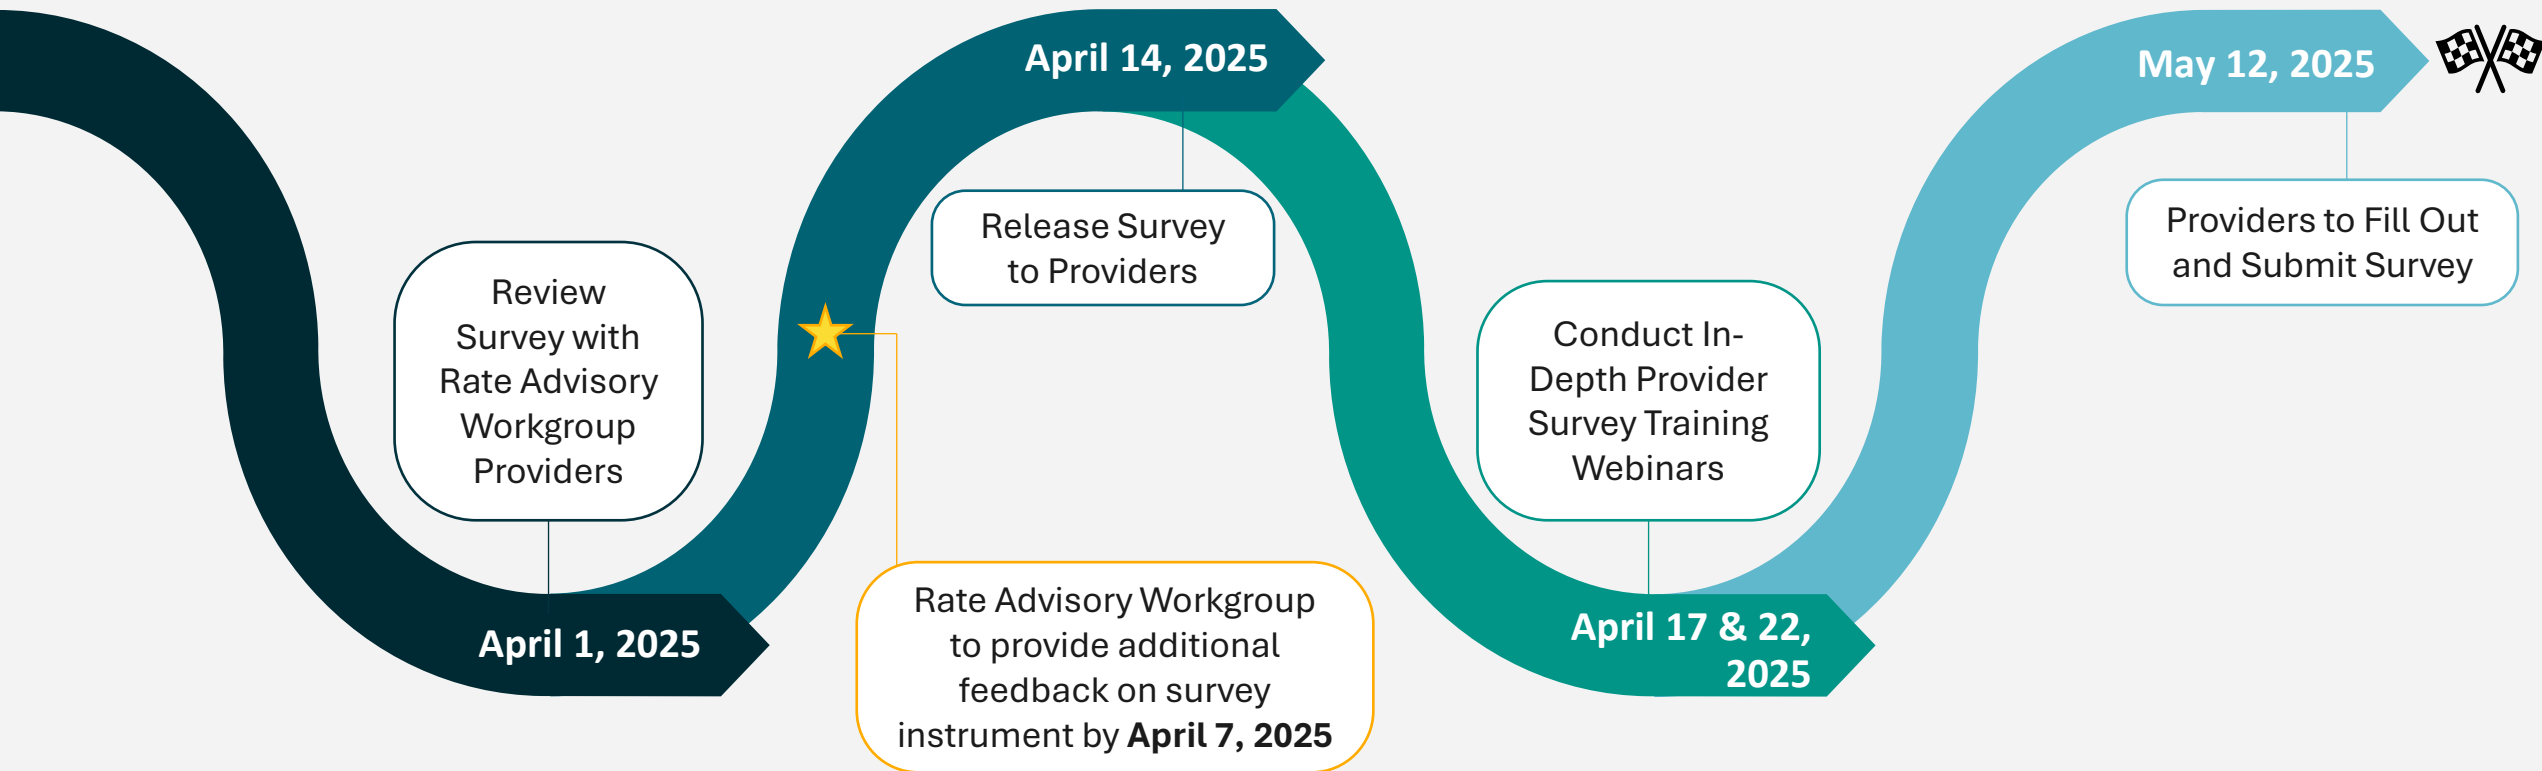 Review
Survey with
Rate Advisory
Workgroup
Providers
April 1, 2025
Rate Advisory Workgroup
to provide additional
feedback on survey
instrument by April 7, 2025
April 14, 2025
Release Survey
to Providers
Conduct In-
Depth Provider
Survey Training
Webinars
April 17 & 22,
2025
May 12, 2025
Providers to Fill Out
and Submit Survey